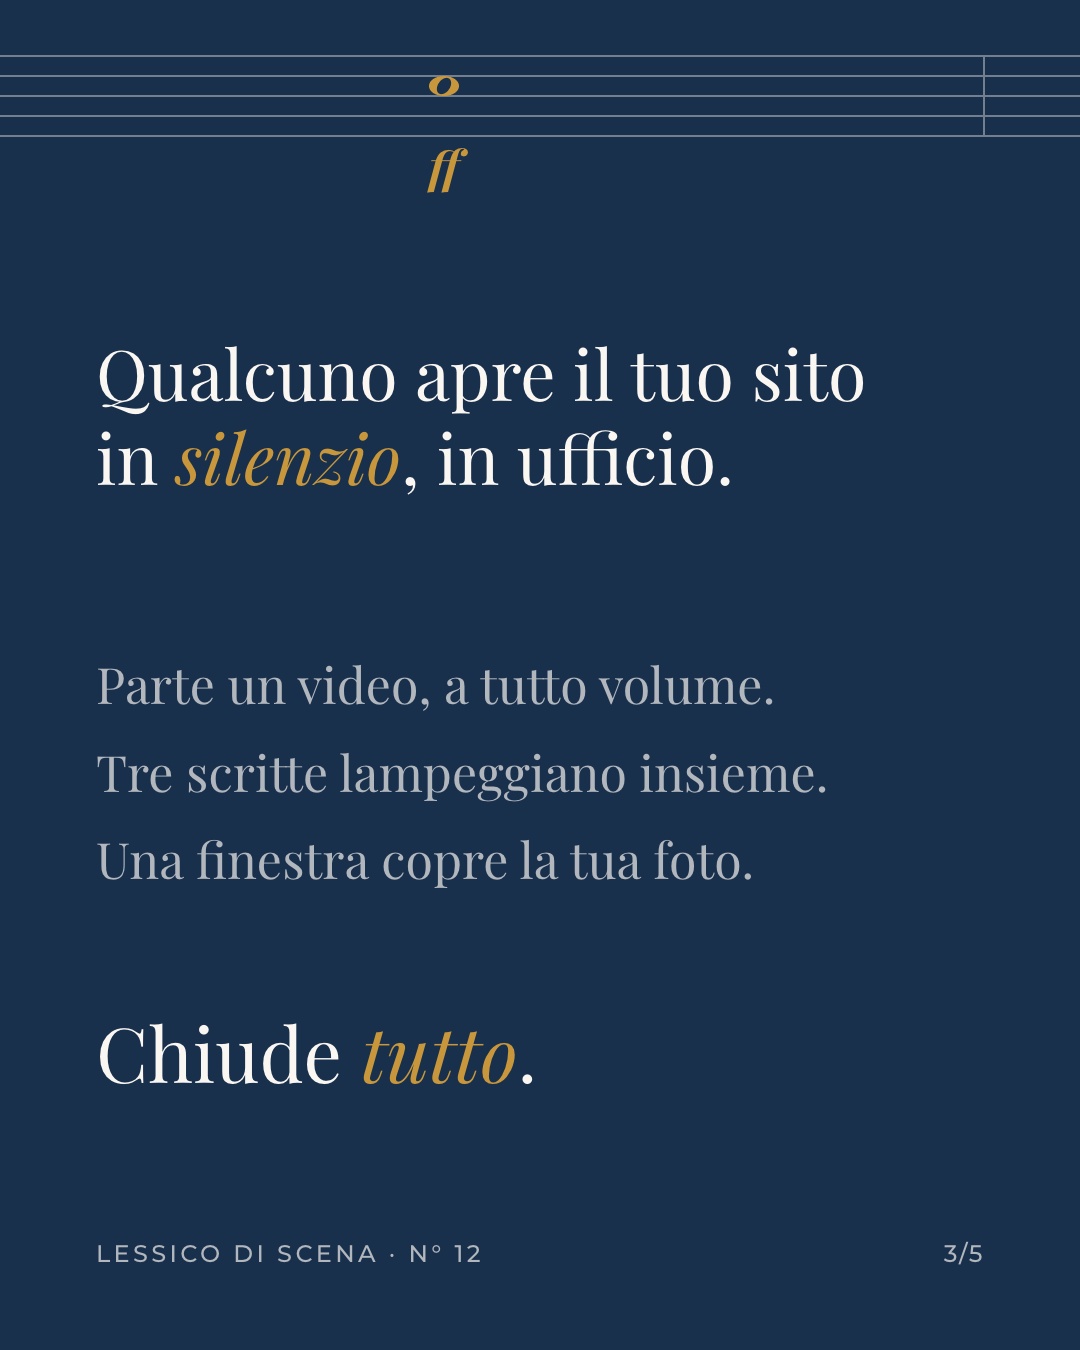 ff
Qualcuno apre il tuo sito
in silenzio, in ufficio.
Parte un video, a tutto volume.
Tre scritte lampeggiano insieme.
Una finestra copre la tua foto.
Chiude tutto.
LESSICO DI SCENA · N° 12
3/5